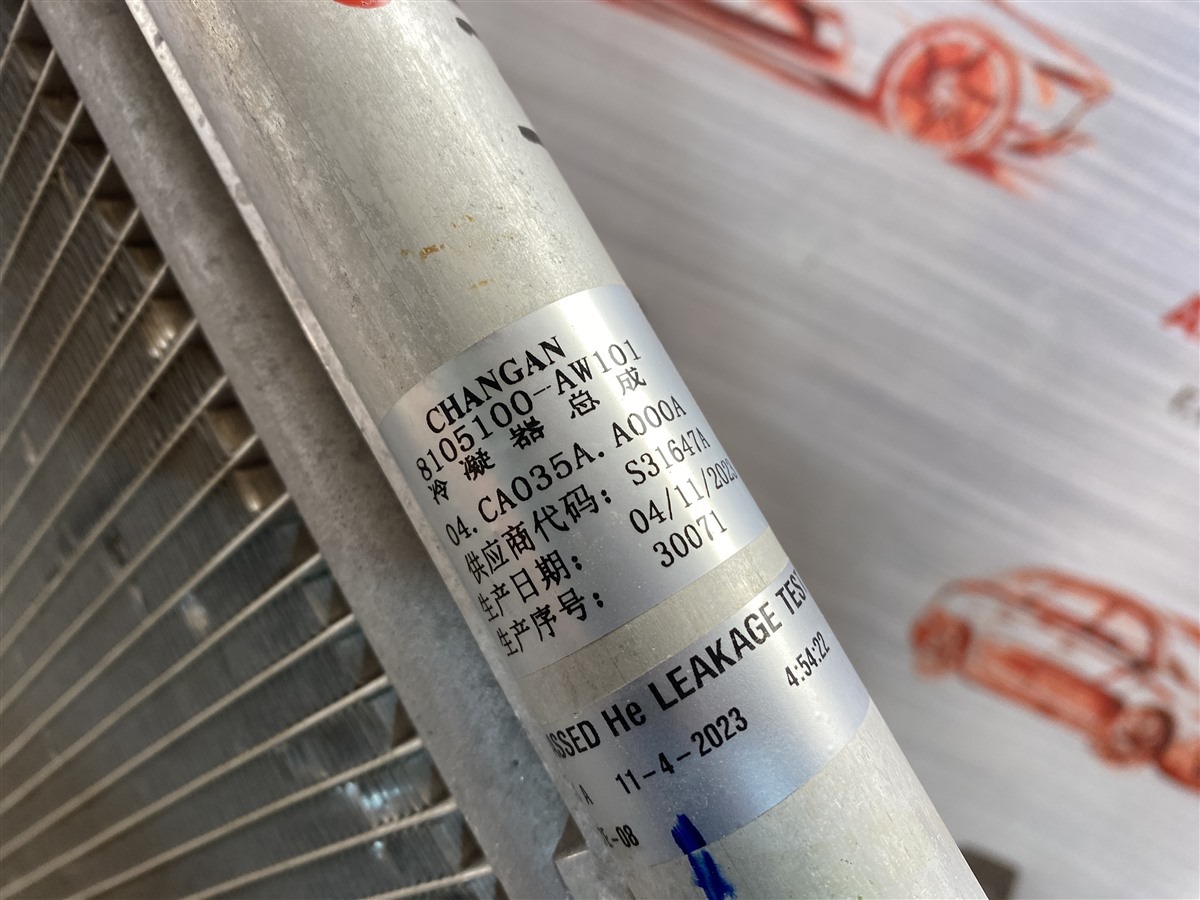 CHANGAN
8105100-AW101
冷凝器总成
04.CA035A.A000A
供应商代码: S31647A
生产日期: 04/11/2023
生产序号: 30071
He LEAKAGE TEST
A 11-4-2023 4:54:22
-08